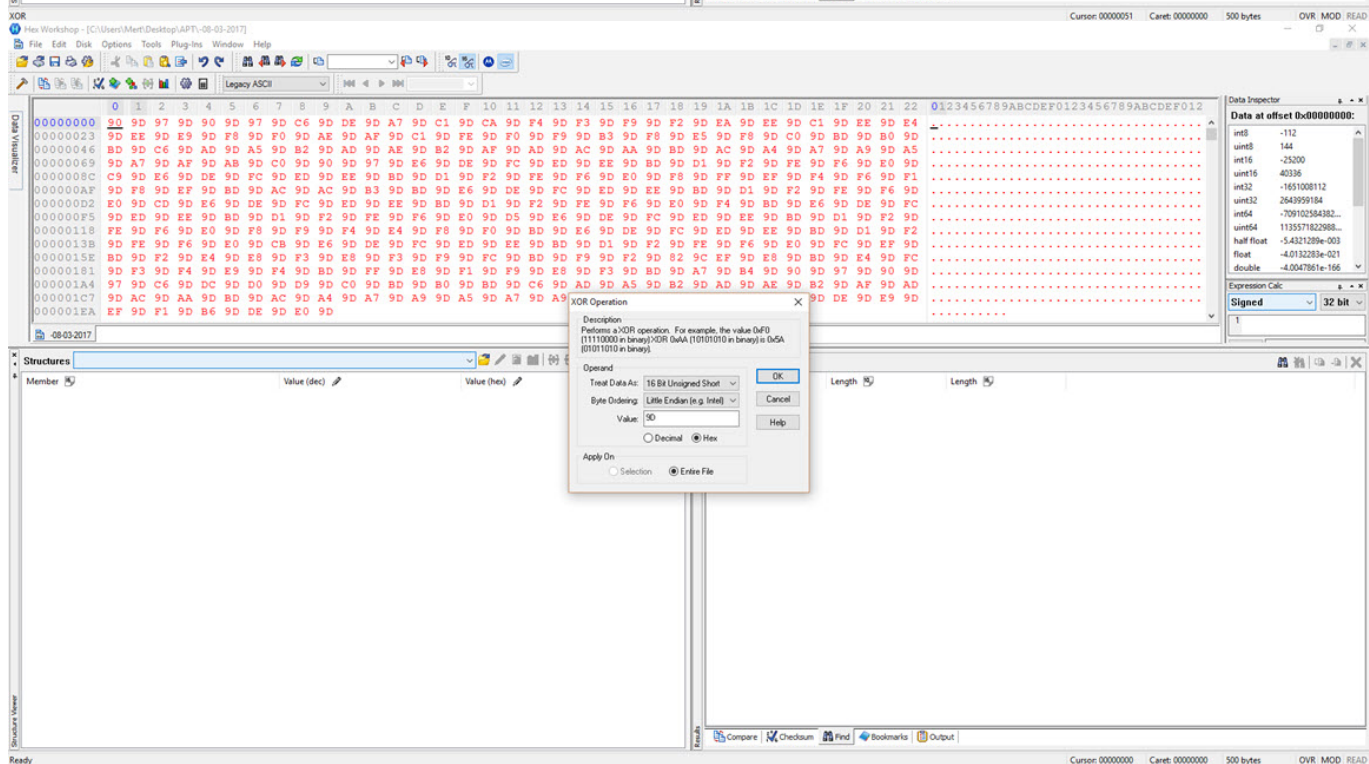 XOR
Cursor: 00000051 Caret: 00000000 500 bytes OVR MOD READ
Hex Workshop - [C:\Users\Mert\Desktop\APT\-08-03-2017]
File Edit Disk Options Tools Plug-Ins Window Help
Legacy ASCII
0 1 2 3 4 5 6 7 8 9 A B C D E F 10 11 12 13 14 15 16 17 18 19 1A 1B 1C 1D 1E 1F 20 21 22 0123456789ABCDEF0123456789ABCDEF012
00000000 90 9D 97 9D 90 9D 97 9D C6 9D DE 9D A7 9D C1 9D CA 9D F4 9D F3 9D F9 9D F2 9D EA 9D EE 9D C1 9D EE 9D E4
00000023 9D EE 9D E9 9D F8 9D F0 9D AE 9D AF 9D C1 9D FE 9D F0 9D F9 9D B3 9D F8 9D E5 9D F8 9D C0 9D BD 9D B0 9D
00000046 BD 9D C6 9D AD 9D A5 9D B2 9D AD 9D AE 9D B2 9D AF 9D AD 9D AC 9D AA 9D BD 9D AC 9D A4 9D A7 9D A9 9D A5
00000069 9D A7 9D AF 9D AB 9D C0 9D 90 9D 97 9D E6 9D DE 9D FC 9D ED 9D EE 9D BD 9D D1 9D F2 9D FE 9D F6 9D E0 9D
0000008C C9 9D E6 9D DE 9D FC 9D ED 9D EE 9D BD 9D D1 9D F2 9D FE 9D F6 9D E0 9D F8 9D FF 9D EF 9D F4 9D F6 9D F1
000000AF 9D F8 9D EF 9D BD 9D AC 9D AC 9D B3 9D BD 9D E6 9D DE 9D FC 9D ED 9D EE 9D BD 9D D1 9D F2 9D FE 9D F6 9D
000000D2 E0 9D CD 9D E6 9D DE 9D FC 9D ED 9D EE 9D BD 9D D1 9D F2 9D FE 9D F6 9D E0 9D F4 9D BD 9D E6 9D DE 9D FC
000000F5 9D ED 9D EE 9D BD 9D D1 9D F2 9D FE 9D F6 9D E0 9D D5 9D E6 9D DE 9D FC 9D ED 9D EE 9D BD 9D D1 9D F2 9D
00000118 FE 9D F6 9D E0 9D F8 9D F9 9D F4 9D E4 9D F8 9D F0 9D BD 9D E6 9D DE 9D FC 9D ED 9D EE 9D BD 9D D1 9D F2
0000013B 9D FE 9D F6 9D E0 9D CB 9D E6 9D DE 9D FC 9D ED 9D EE 9D BD 9D D1 9D F2 9D FE 9D F6 9D E0 9D FC 9D EF 9D
0000015E BD 9D F2 9D E4 9D E8 9D F3 9D E8 9D F3 9D F9 9D FC 9D BD 9D F9 9D F2 9D 82 9C EF 9D E8 9D BD 9D E4 9D FC
00000181 9D F3 9D F4 9D E9 9D F4 9D BD 9D FF 9D E8 9D F1 9D F9 9D E8 9D F3 9D BD 9D A7 9D B4 9D 90 9D 97 9D 90 9D
000001A4 97 9D C6 9D DC 9D D0 9D D9 9D C0 9D BD 9D B0 9D BD 9D C6 9D AD 9D A5 9D B2 9D AD 9D AE 9D B2 9D AF 9D AD
000001C7 9D AC 9D AA 9D BD 9D AC 9D A4 9D A7 9D A9 9D A5 9D A7 9D A9 9D DE 9D E9 9D
000001EA EF 9D F1 9D B6 9D DE 9D E0 9D
Data Visualizer
Data Inspector
Data at offset 0x00000000:
int8 -112
uint8 144
int16 -25200
uint16 40336
int32 -1651008112
uint32 2643959184
int64 -709102584382...
uint64 1135571822988...
half float -5.4321289e-003
float -4.0132283e-021
double -4.0047861e-166
Expression Calc
Signed 32 bit
1
-08-03-2017
XOR Operation
Description
Performs a XOR operation. For example, the value 0xF0
(11110000 in binary) XOR 0xAA (10101010 in binary) is 0x5A
(01011010 in binary).
Operand
Treat Data As: 16 Bit Unsigned Short
Byte Ordering: Little Endian (e.g. Intel)
Value: 9D
Decimal Hex
Apply On
Selection Entire File
OK
Cancel
Help
Structures
Member Value (dec) Value (hex)
Length Length
Structure Viewer
Results
Compare Checksum Find Bookmarks Output
Ready
Cursor: 00000000 Caret: 00000000 500 bytes OVR MOD READ